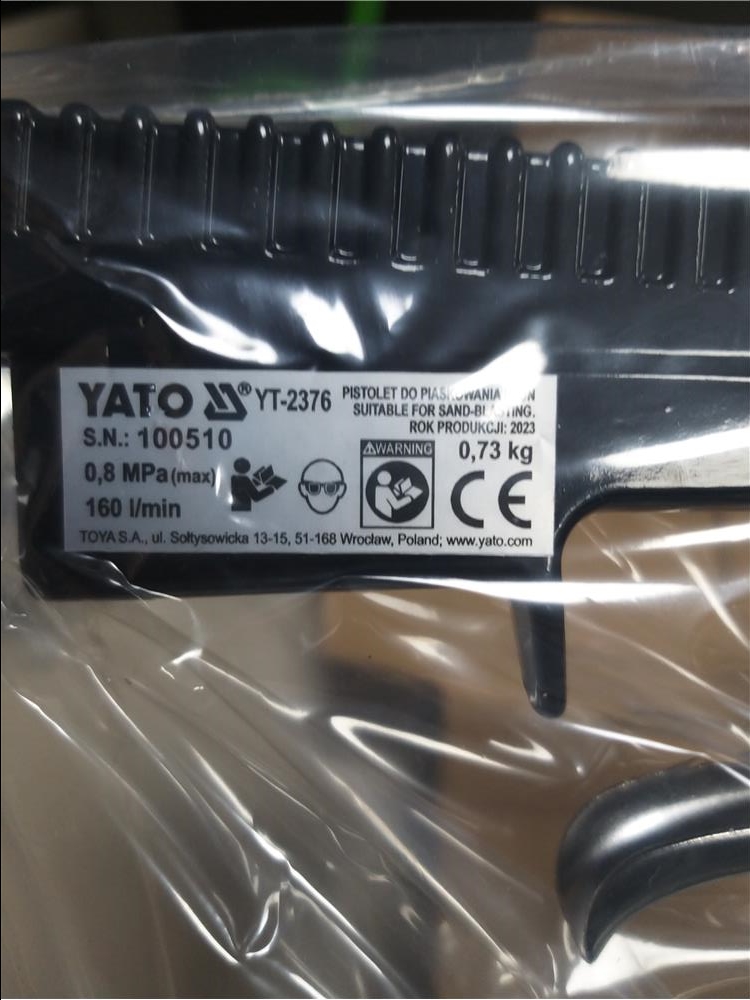 YATO ® YT-2376
PISTOLET DO
SUITABLE FOR SAND-BLASTING.
ROK PRODUKCJI: 2023
S.N.: 100510
0,73 kg
0,8 MPa (max)
WARNING
160 l/min
CE
TOYA S.A., ul. Sołtysowicka 13-15, 51-168 Wrocław, Poland; www.yato.com